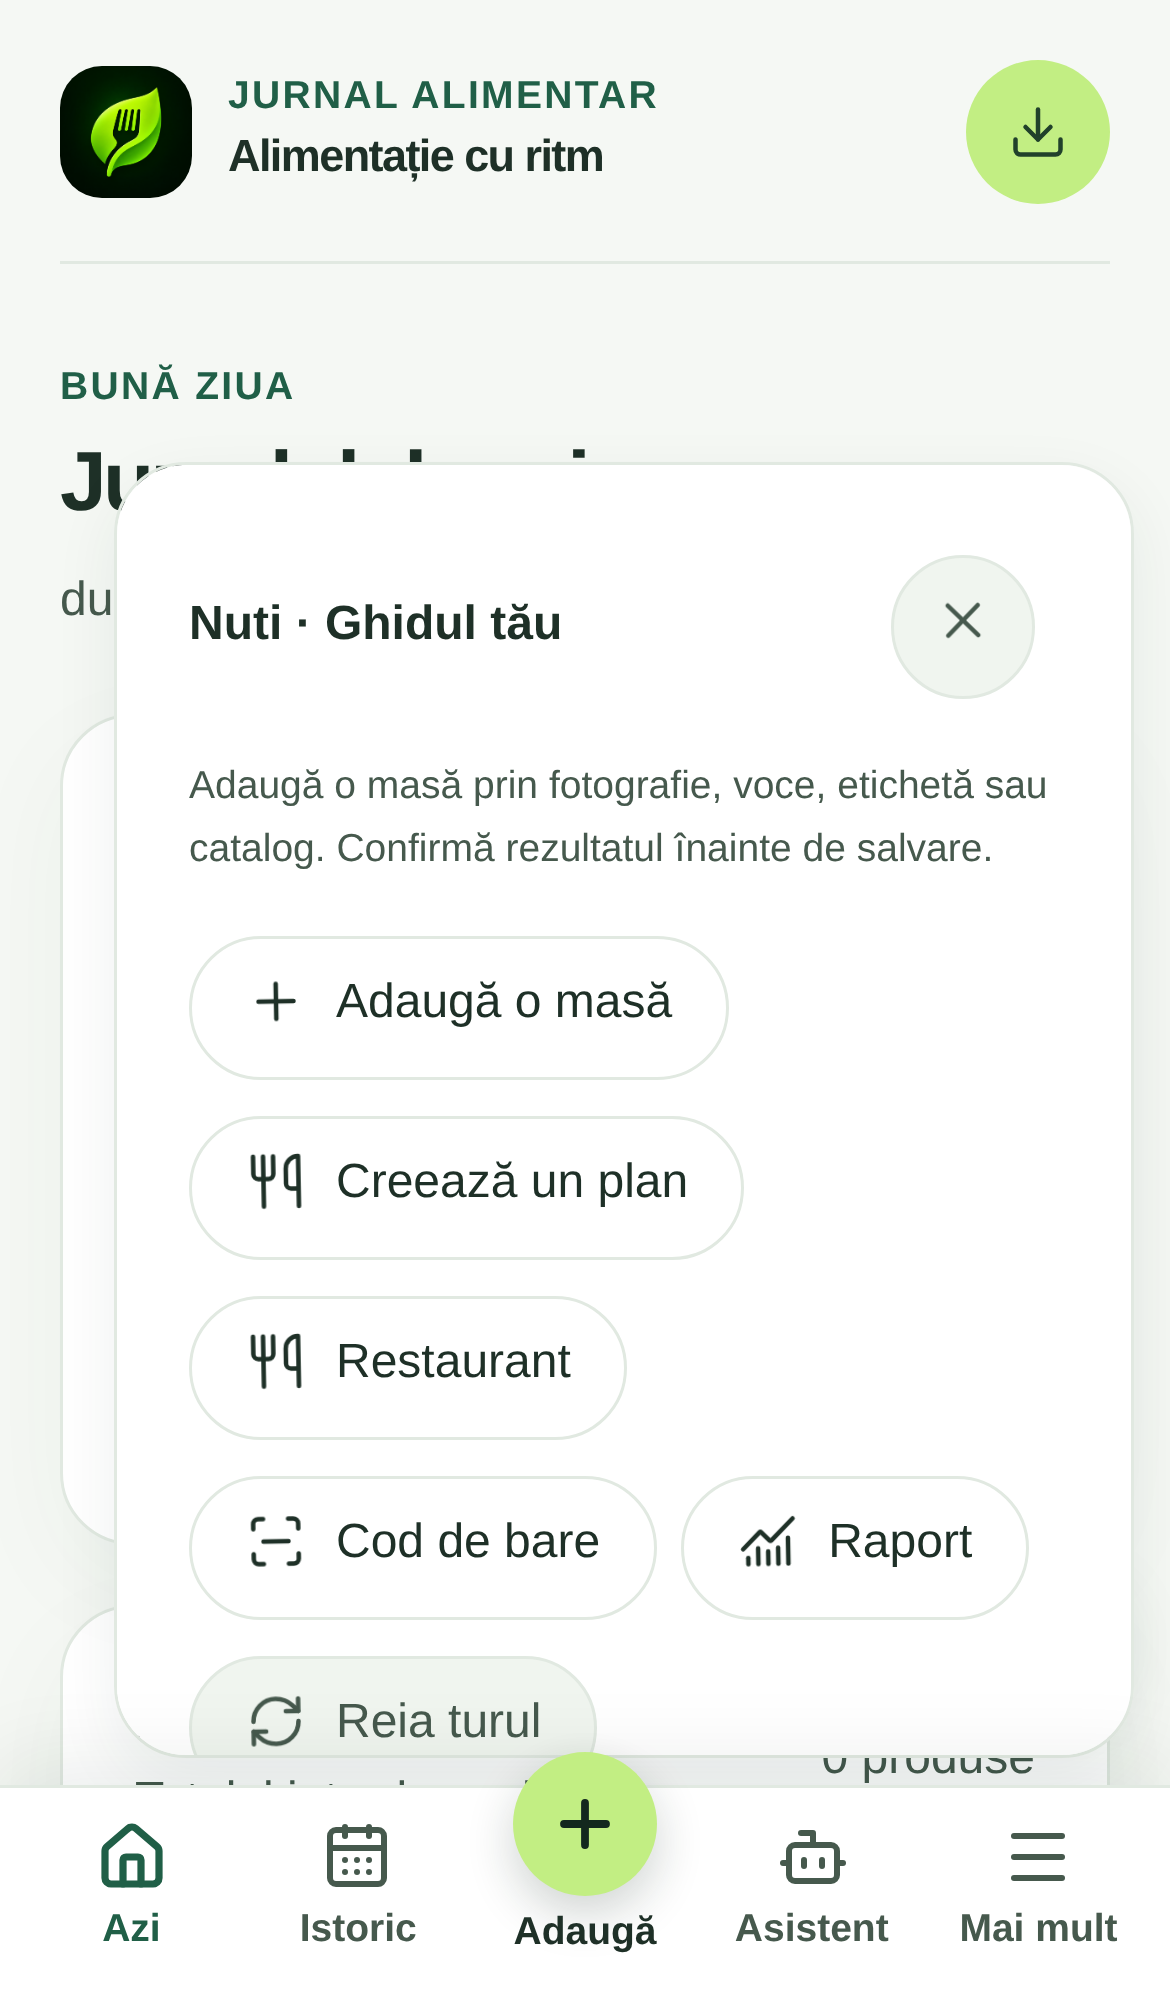 JURNAL ALIMENTAR
Alimentație cu ritm
BUNĂ ZIUA
Nuti · Ghidul tău
Adaugă o masă prin fotografie, voce, etichetă sau
catalog. Confirmă rezultatul înainte de salvare.
Adaugă o masă
Creează un plan
Restaurant
Cod de bare
Raport
Reia turul
0 produse
Azi
Istoric
Adaugă
Asistent
Mai mult